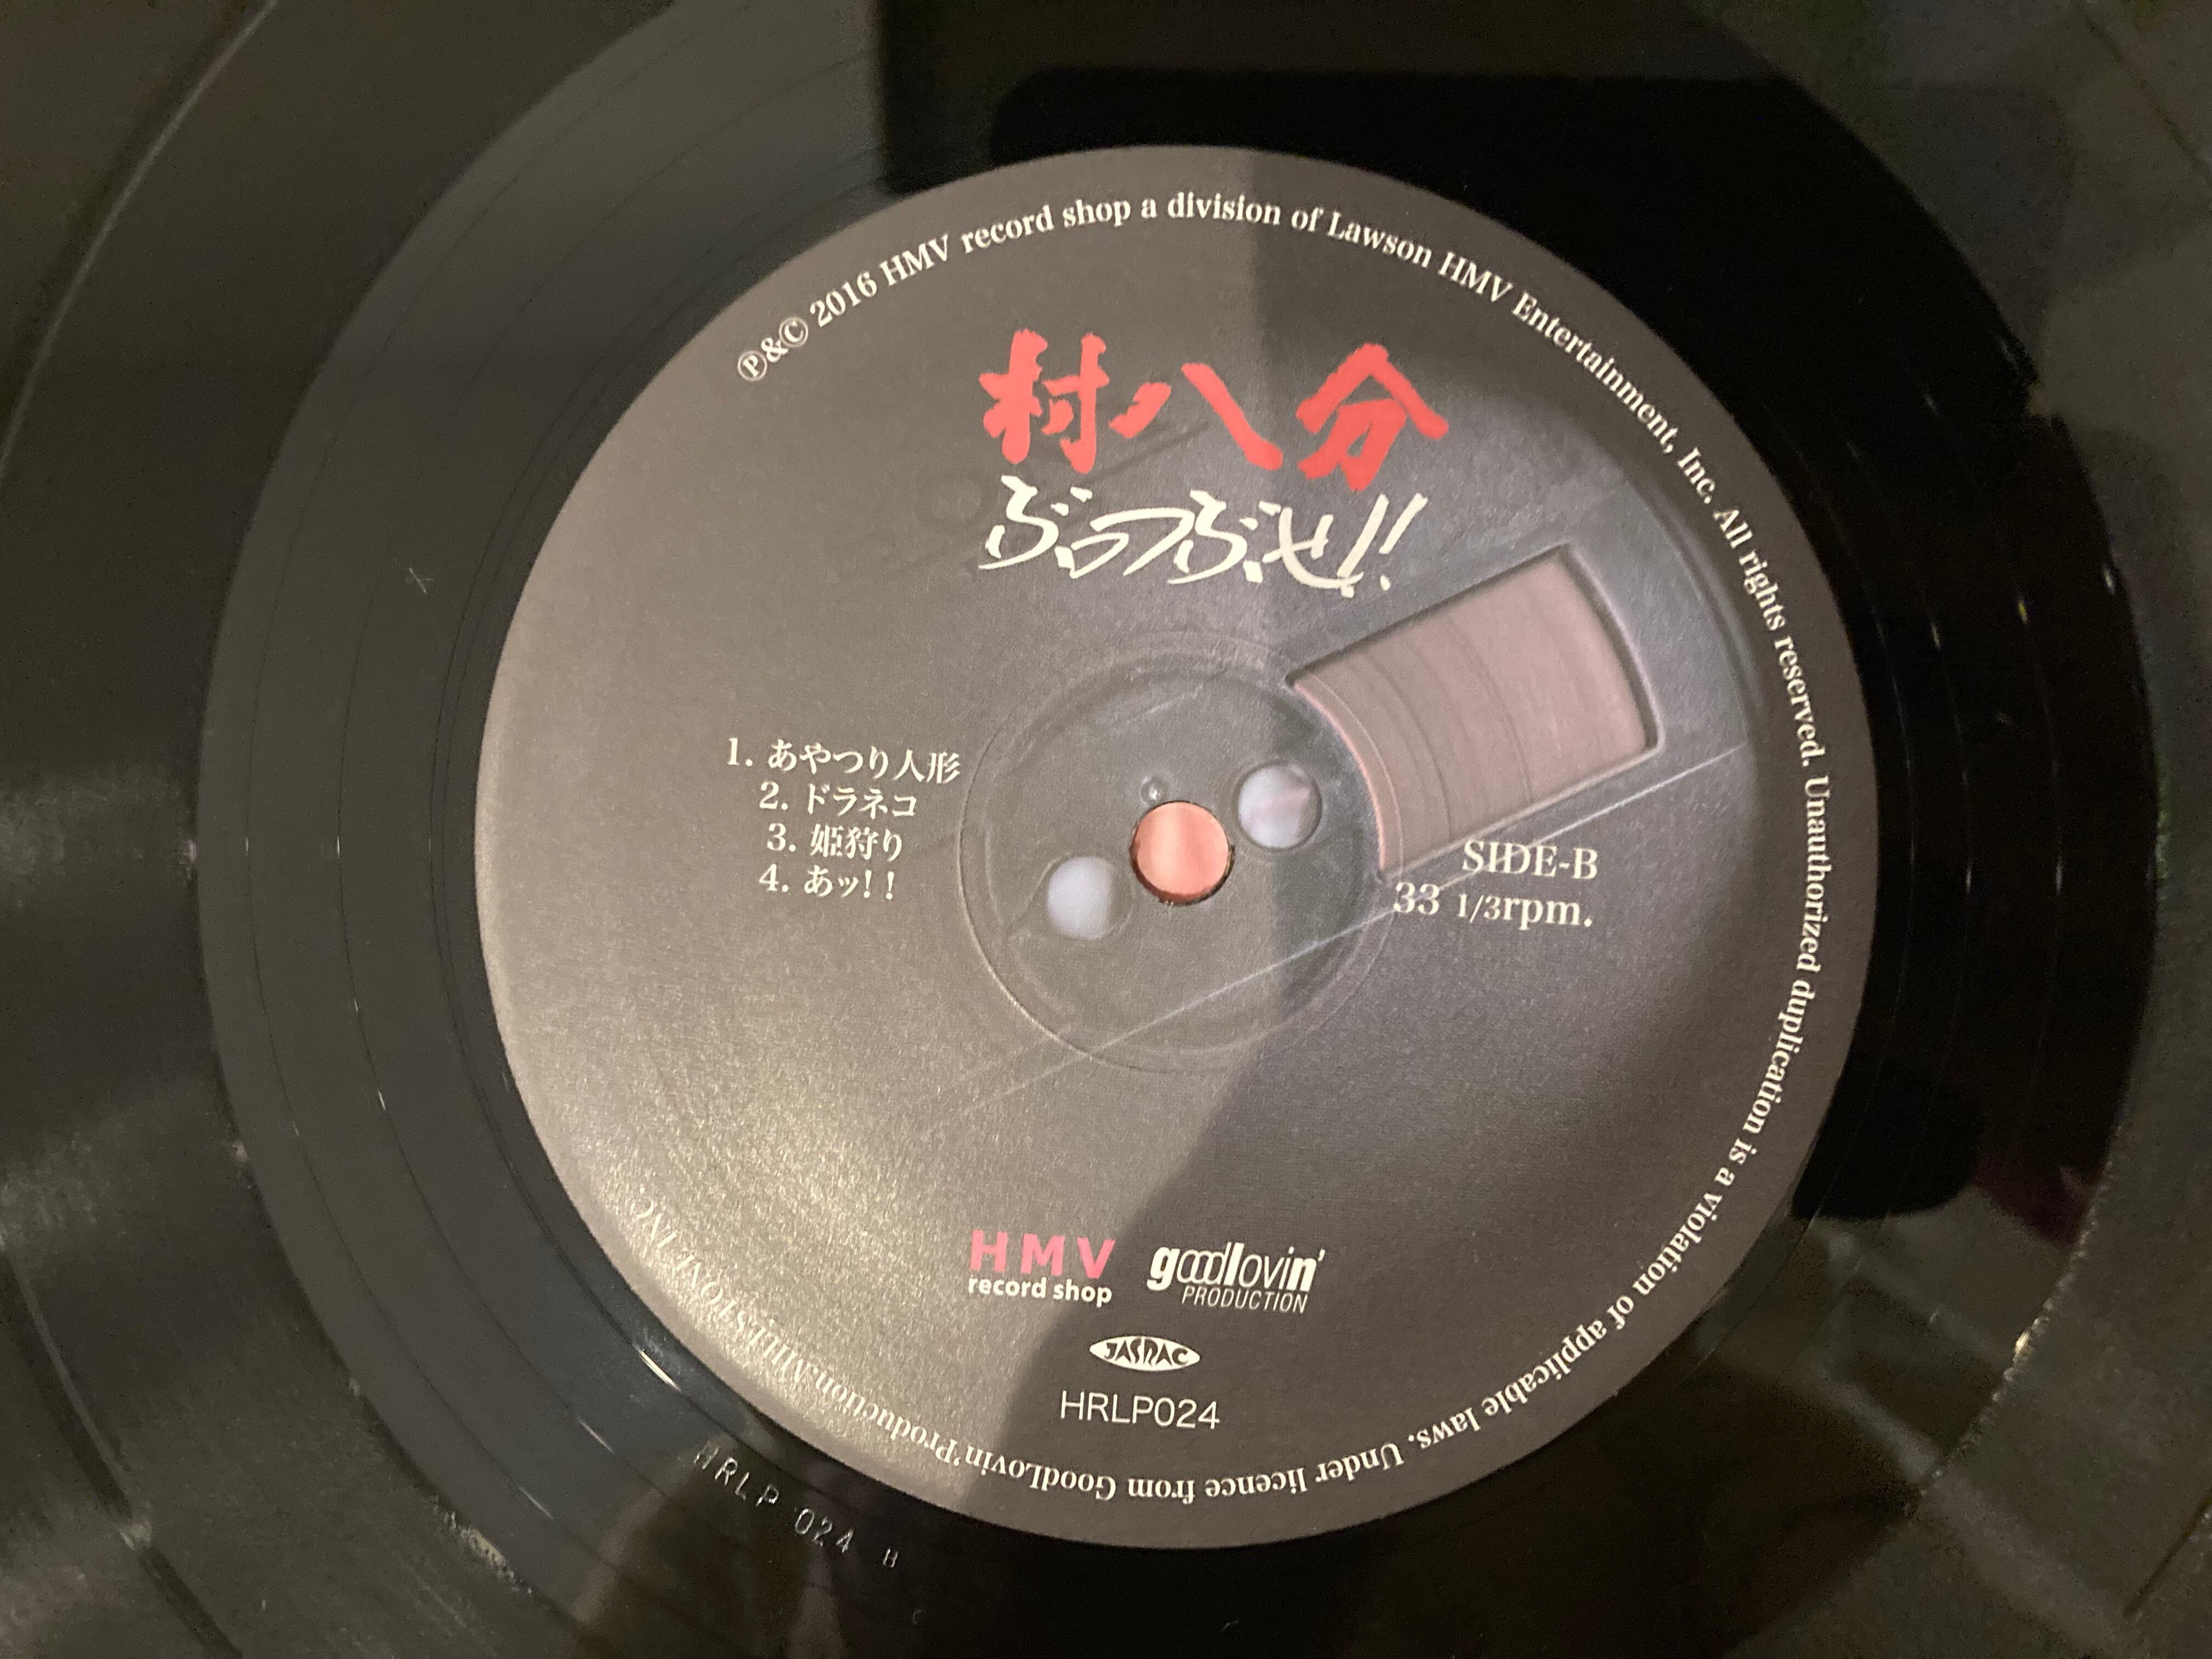 Ⓟ&Ⓒ 2016 HMV record shop a division of Lawson HMV Entertainment, Inc. All rights reserved. Unauthorized duplication is a violation of applicable laws. Under licence from GoodLovin'Production.MILLSTONE INC.
村八分
ぶっつぶせ!!
1. あやつり人形
2. ドラネコ
3. 姫狩り
4. あッ!!
SIDE-B
33 1/3rpm.
HMV
record shop
goodlovin'
PRODUCTION
JASRAC
HRLP024
HRLP 024